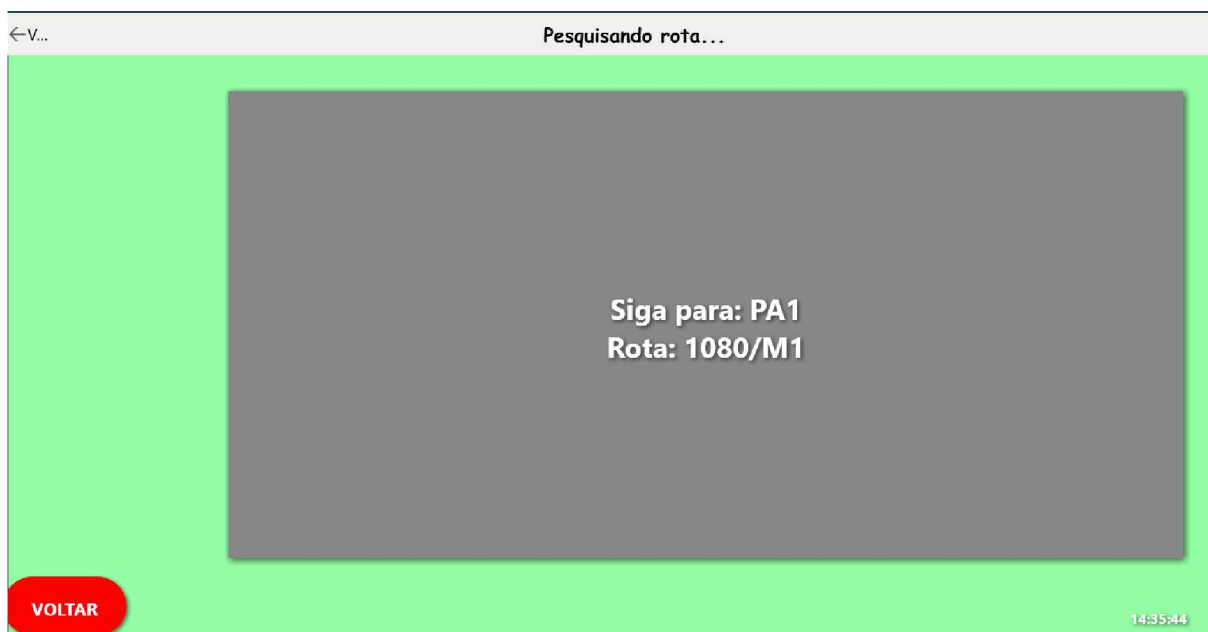 ←V...
Pesquisando rota...
Siga para: PA1
Rota: 1080/M1
VOLTAR
14:35:44